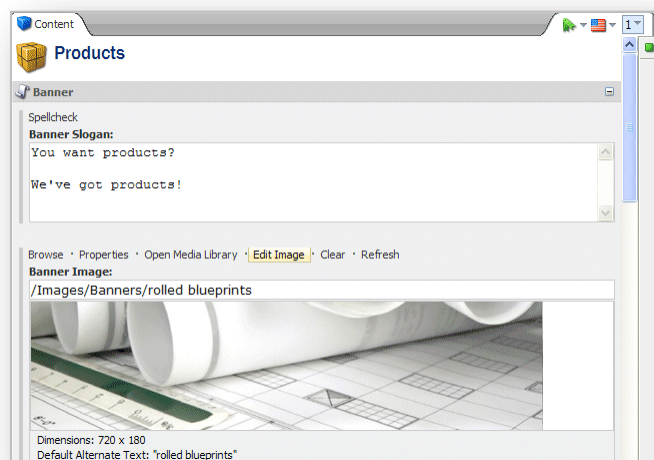 Content
1
Products
Banner
Spellcheck
Banner Slogan:
You want products?
We've got products!
Browse · Properties · Open Media Library · Edit Image · Clear · Refresh
Banner Image:
/Images/Banners/rolled blueprints
Dimensions: 720 x 180
Default Alternate Text: "rolled blueprints"